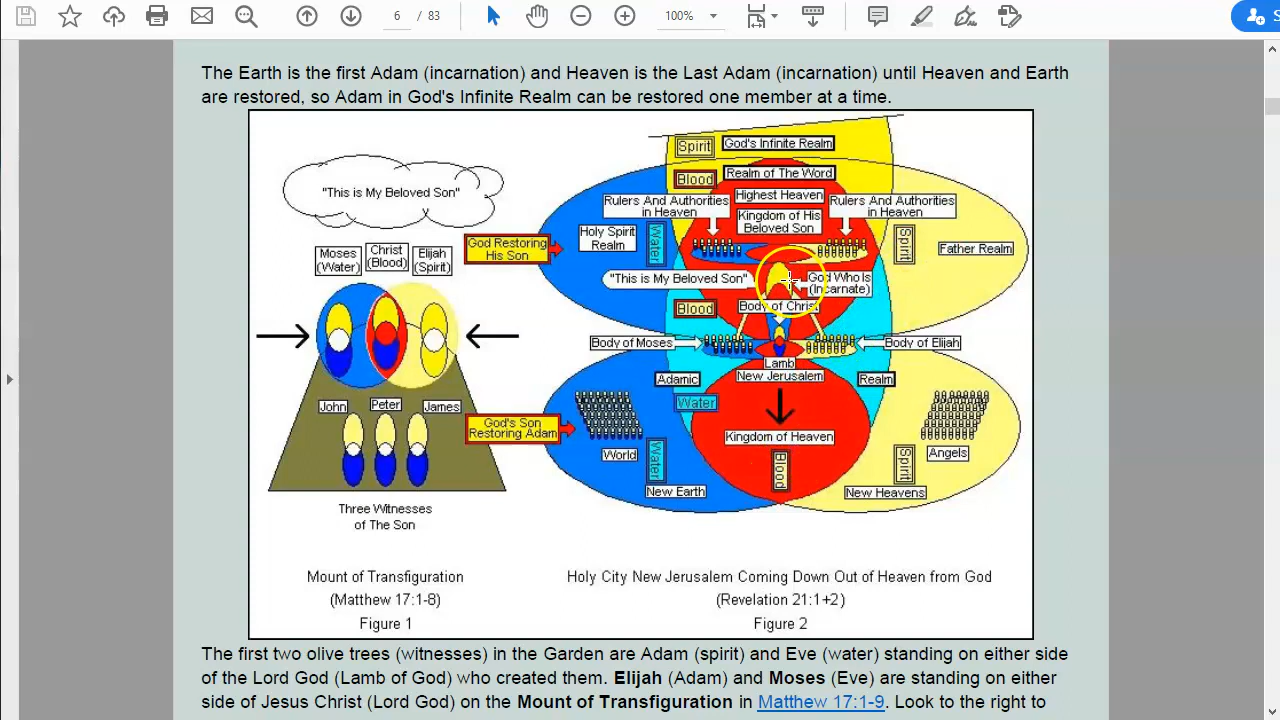 6 / 83
100%
S
The Earth is the first Adam (incarnation) and Heaven is the Last Adam (incarnation) until Heaven and Earth
are restored, so Adam in God's Infinite Realm can be restored one member at a time.
"This is My Beloved Son"
Moses
(Water)
Christ
(Blood)
Elijah
(Spirit)
John
Peter
James
Three Witnesses
of The Son
Mount of Transfiguration
(Matthew 17:1-8)
Figure 1
God Restoring
His Son
God's Son
Restoring Adam
Spirit
God's Infinite Realm
Blood
Realm of The Word
Highest Heaven
Rulers And Authorities
in Heaven
Kingdom of His
Beloved Son
Rulers And Authorities
in Heaven
Holy Spirit
Realm
Water
Spirit
Father Realm
"This is My Beloved Son"
God Who Is
(Incarnate)
Blood
Body of Christ
Body of Moses
Body of Elijah
Lamb
New Jerusalem
Adamic
Realm
Water
Kingdom of Heaven
World
Water
Blood
Spirit
Angels
New Earth
New Heavens
Holy City New Jerusalem Coming Down Out of Heaven from God
(Revelation 21:1+2)
Figure 2
The first two olive trees (witnesses) in the Garden are Adam (spirit) and Eve (water) standing on either side
of the Lord God (Lamb of God) who created them. Elijah (Adam) and Moses (Eve) are standing on either
side of Jesus Christ (Lord God) on the Mount of Transfiguration in Matthew 17:1-9. Look to the right to